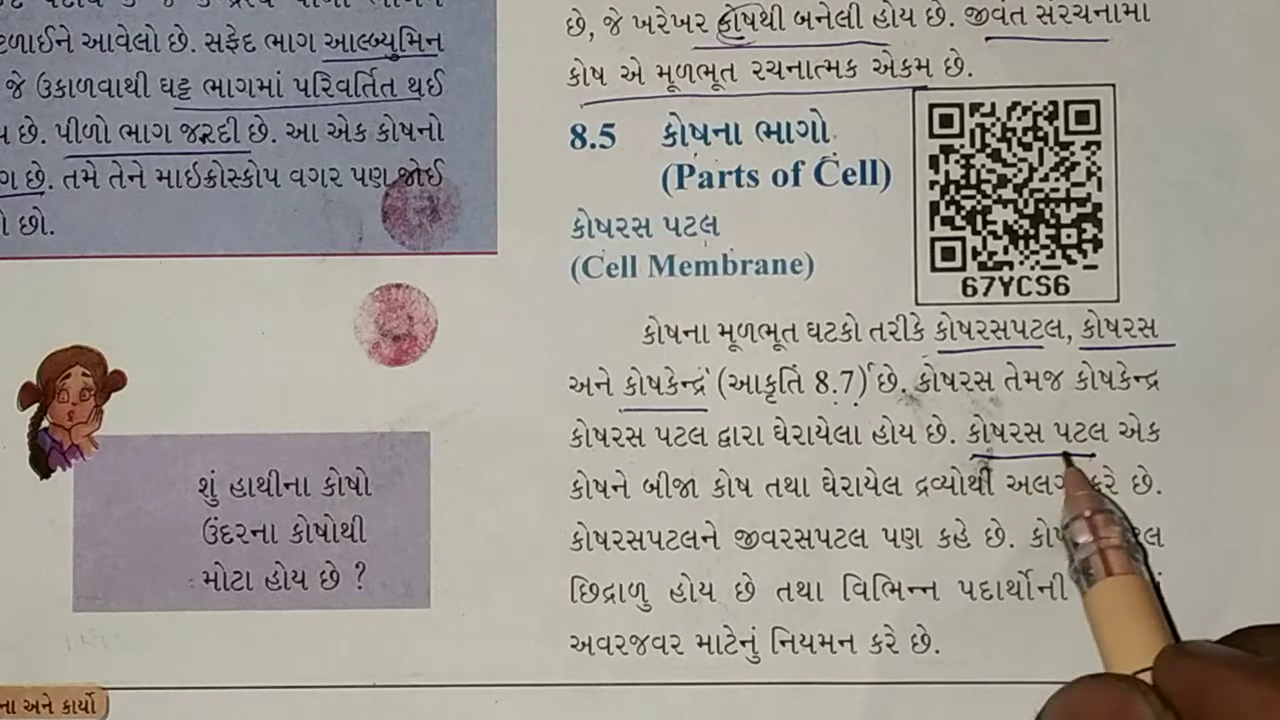 ટળાઈને આવેલો છે. સફેદ ભાગ આલ્બ્યુમિન
જે ઉકાળવાથી ઘટ્ટ ભાગમાં પરિવર્તિત થઈ
છે. પીળો ભાગ જરદી છે. આ એક કોષનો
છે. તમે તેને માઇક્રોસ્કોપ વગર પણ જોઈ
છો.
શું હાથીના કોષો
ઉંદરના કોષોથી
મોટા હોય છે ?
અને કાર્યો
છે, જે ખરેખર કોષથી બનેલી હોય છે. જીવંત સંરચનામાં
કોષ એ મૂળભૂત રચનાત્મક એકમ છે.
8.5 કોષના ભાગો
(Parts of Cell)
કોષરસ પટલ
(Cell Membrane)
67YCS6
કોષના મૂળભૂત ઘટકો તરીકે કોષરસપટલ, કોષરસ
અને કોષકેન્દ્ર (આકૃતિ 8.7) છે. કોષરસ તેમજ કોષકેન્દ્ર
કોષરસ પટલ દ્વારા ઘેરાયેલા હોય છે. કોષરસ પટલ એક
કોષને બીજા કોષ તથા ઘેરાયેલ દ્રવ્યોથી અલગ કરે છે.
કોષરસપટલને જીવરસપટલ પણ કહે છે.
છિદ્રાળુ હોય છે તથા વિભિન્ન પદાર્થોની
અવરજવર માટેનું નિયમન કરે છે.